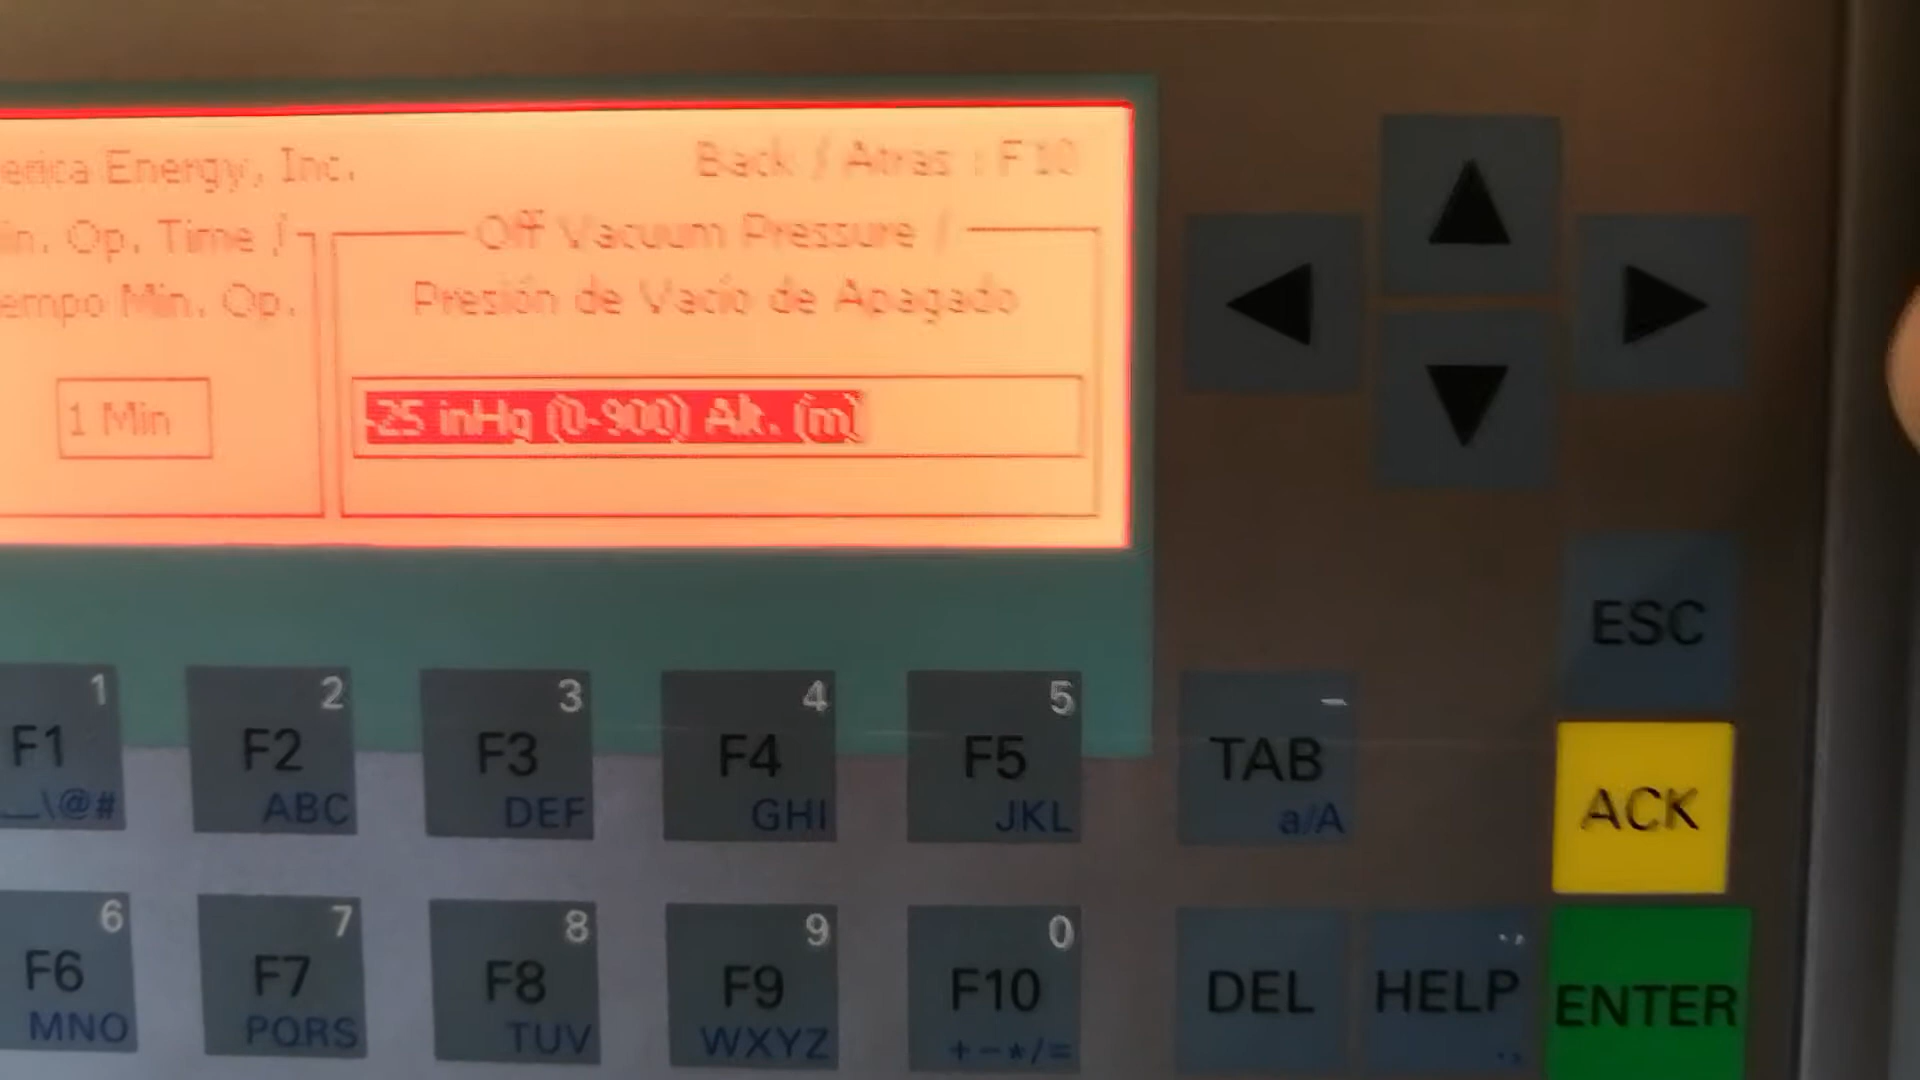 erica Energy, Inc. Back / Atrás : F10
in. Op. Time /
empo Min. Op.
1 Min
Off Vacuum Pressure /
Presión de Vacío de Apagado
-25 inHg (0-900) Alt. (m)
ESC
1 2 3 4 5 -
F1 F2 F3 F4 F5 TAB
_\@# ABC DEF GHI JKL a/A
ACK
6 7 8 9 0
F6 F7 F8 F9 F10 DEL HELP ENTER
MNO PQRS TUV WXYZ +-*/=